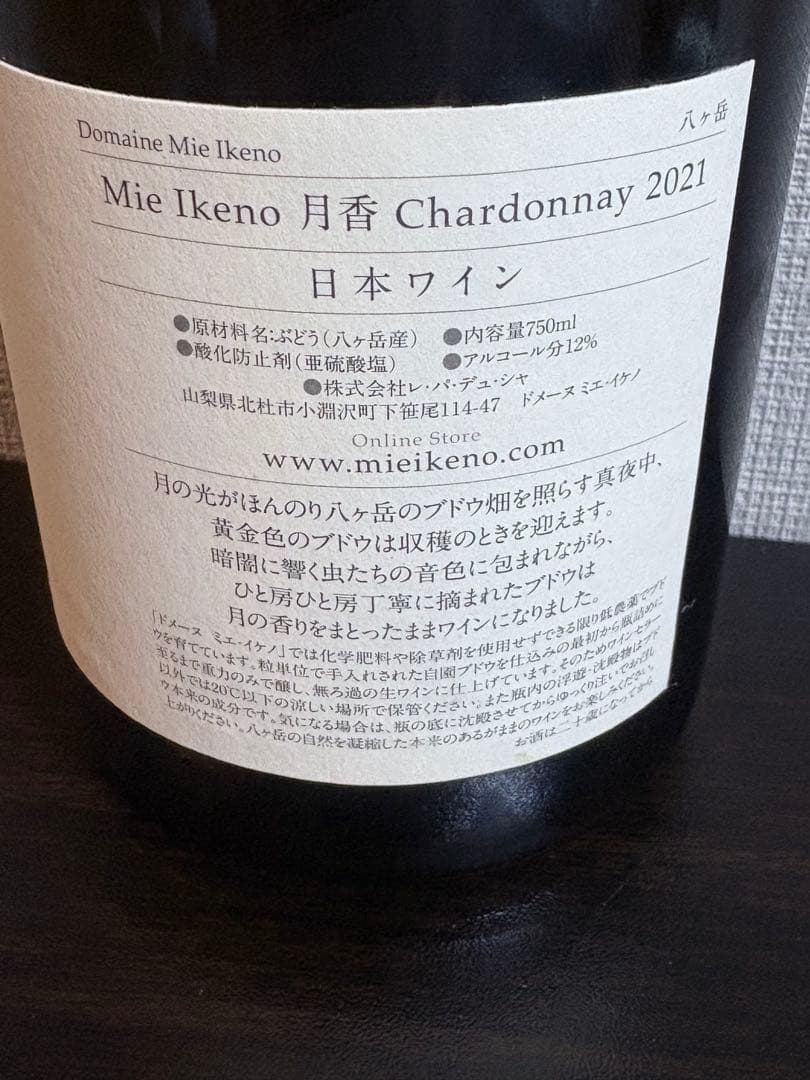 Domaine Mie Ikeno
八ヶ岳
Mie Ikeno 月香 Chardonnay 2021
日本ワイン
●原材料名:ぶどう(八ヶ岳産) ●内容量750ml
●酸化防止剤(亜硫酸塩) ●アルコール分12%
●株式会社レ・パ・デュ・シャ
山梨県北杜市小淵沢町下笹尾114-47 ドメーヌ ミエ・イケノ
Online Store
www.mieikeno.com
月の光がほんのり八ヶ岳のブドウ畑を照らす真夜中、
黄金色のブドウは収穫のときを迎えます。
暗闇に響く虫たちの音色に包まれながら、
ひと房ひと房丁寧に摘まれたブドウは
月の香りをまとったままワインになりました。
「ドメーヌ ミエ・イケノ」では化学肥料や除草剤を使用せずできる限り低農薬でブド
ウを育てています。粒単位で手入れされた自園ブドウを仕込みの最初から瓶詰めに
至るまで重力のみで醸し、無ろ過の生ワインに仕上げています。そのためワインセラー
以外では20℃以下の涼しい場所で保管ください。また瓶内の浮遊・沈殿物はブド
ウ本来の成分です。気になる場合は、瓶の底に沈殿させてからゆっくり注いでお召し
上がりください。八ヶ岳の自然を凝縮した本来のあるがままのワインをお楽しみください。
お酒は二十歳になってから